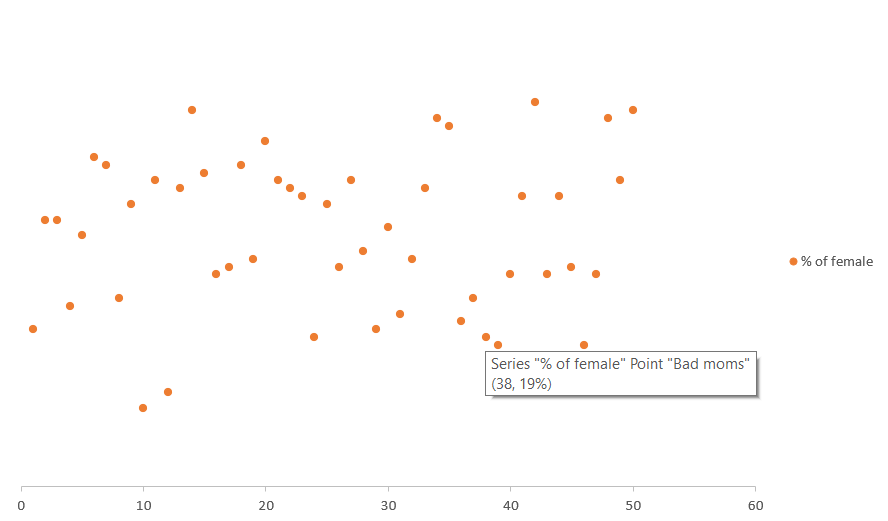 % of female
Series "% of female" Point "Bad moms"
(38, 19%)
0 10 20 30 40 50 60